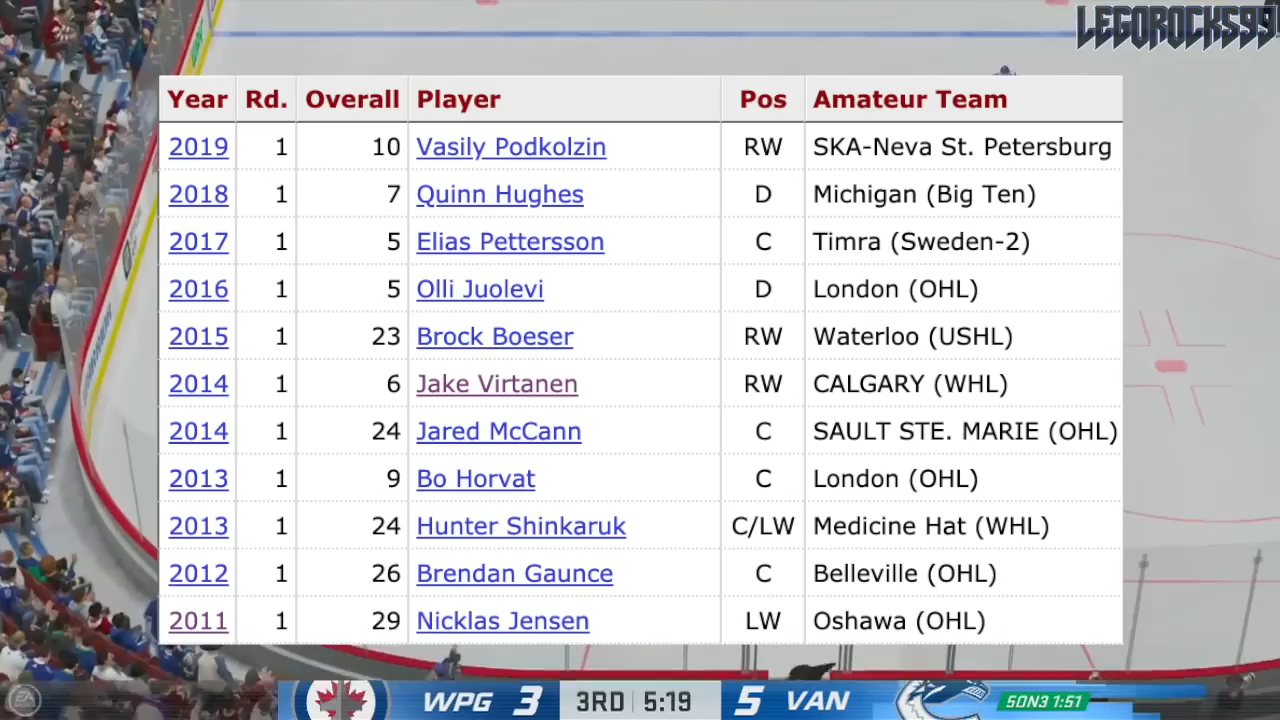 LEGOROCKS99
Year Rd. Overall Player Pos Amateur Team
2019 1 10 Vasily Podkolzin RW SKA-Neva St. Petersburg
2018 1 7 Quinn Hughes D Michigan (Big Ten)
2017 1 5 Elias Pettersson C Timra (Sweden-2)
2016 1 5 Olli Juolevi D London (OHL)
2015 1 23 Brock Boeser RW Waterloo (USHL)
2014 1 6 Jake Virtanen RW CALGARY (WHL)
2014 1 24 Jared McCann C SAULT STE. MARIE (OHL)
2013 1 9 Bo Horvat C London (OHL)
2013 1 24 Hunter Shinkaruk C/LW Medicine Hat (WHL)
2012 1 26 Brendan Gaunce C Belleville (OHL)
2011 1 29 Nicklas Jensen LW Oshawa (OHL)
EA WPG 3 3RD 5:19 5 VAN 5ON3 1:51